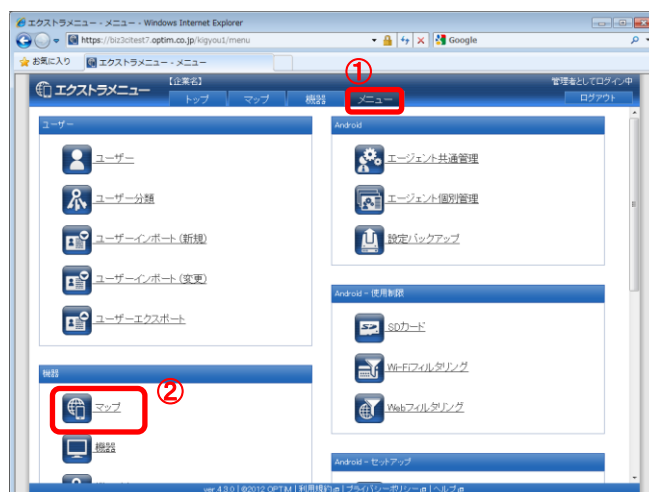 エクストラメニュー - メニュー - Windows Internet Explorer
https://biz3citest7.optim.co.jp/kigyou1/menu
Google
お気に入り
エクストラメニュー - メニュー
①
エクストラメニュー
【企業名】
管理者としてログイン中
トップ
マップ
機器
メニュー
ログアウト
ユーザー
ユーザー
ユーザー分類
ユーザーインポート(新規)
ユーザーインポート(変更)
ユーザーエクスポート
機器
②
マップ
機器
Android
エージェント共通管理
エージェント個別管理
設定バックアップ
Android - 使用制限
SDカード
Wi-Fiフィルタリング
Webフィルタリング
Android - セットアップ
ver 4.3.0 | ©2012 OPTiM | 利用規約 | プライバシーポリシー | ヘルプ